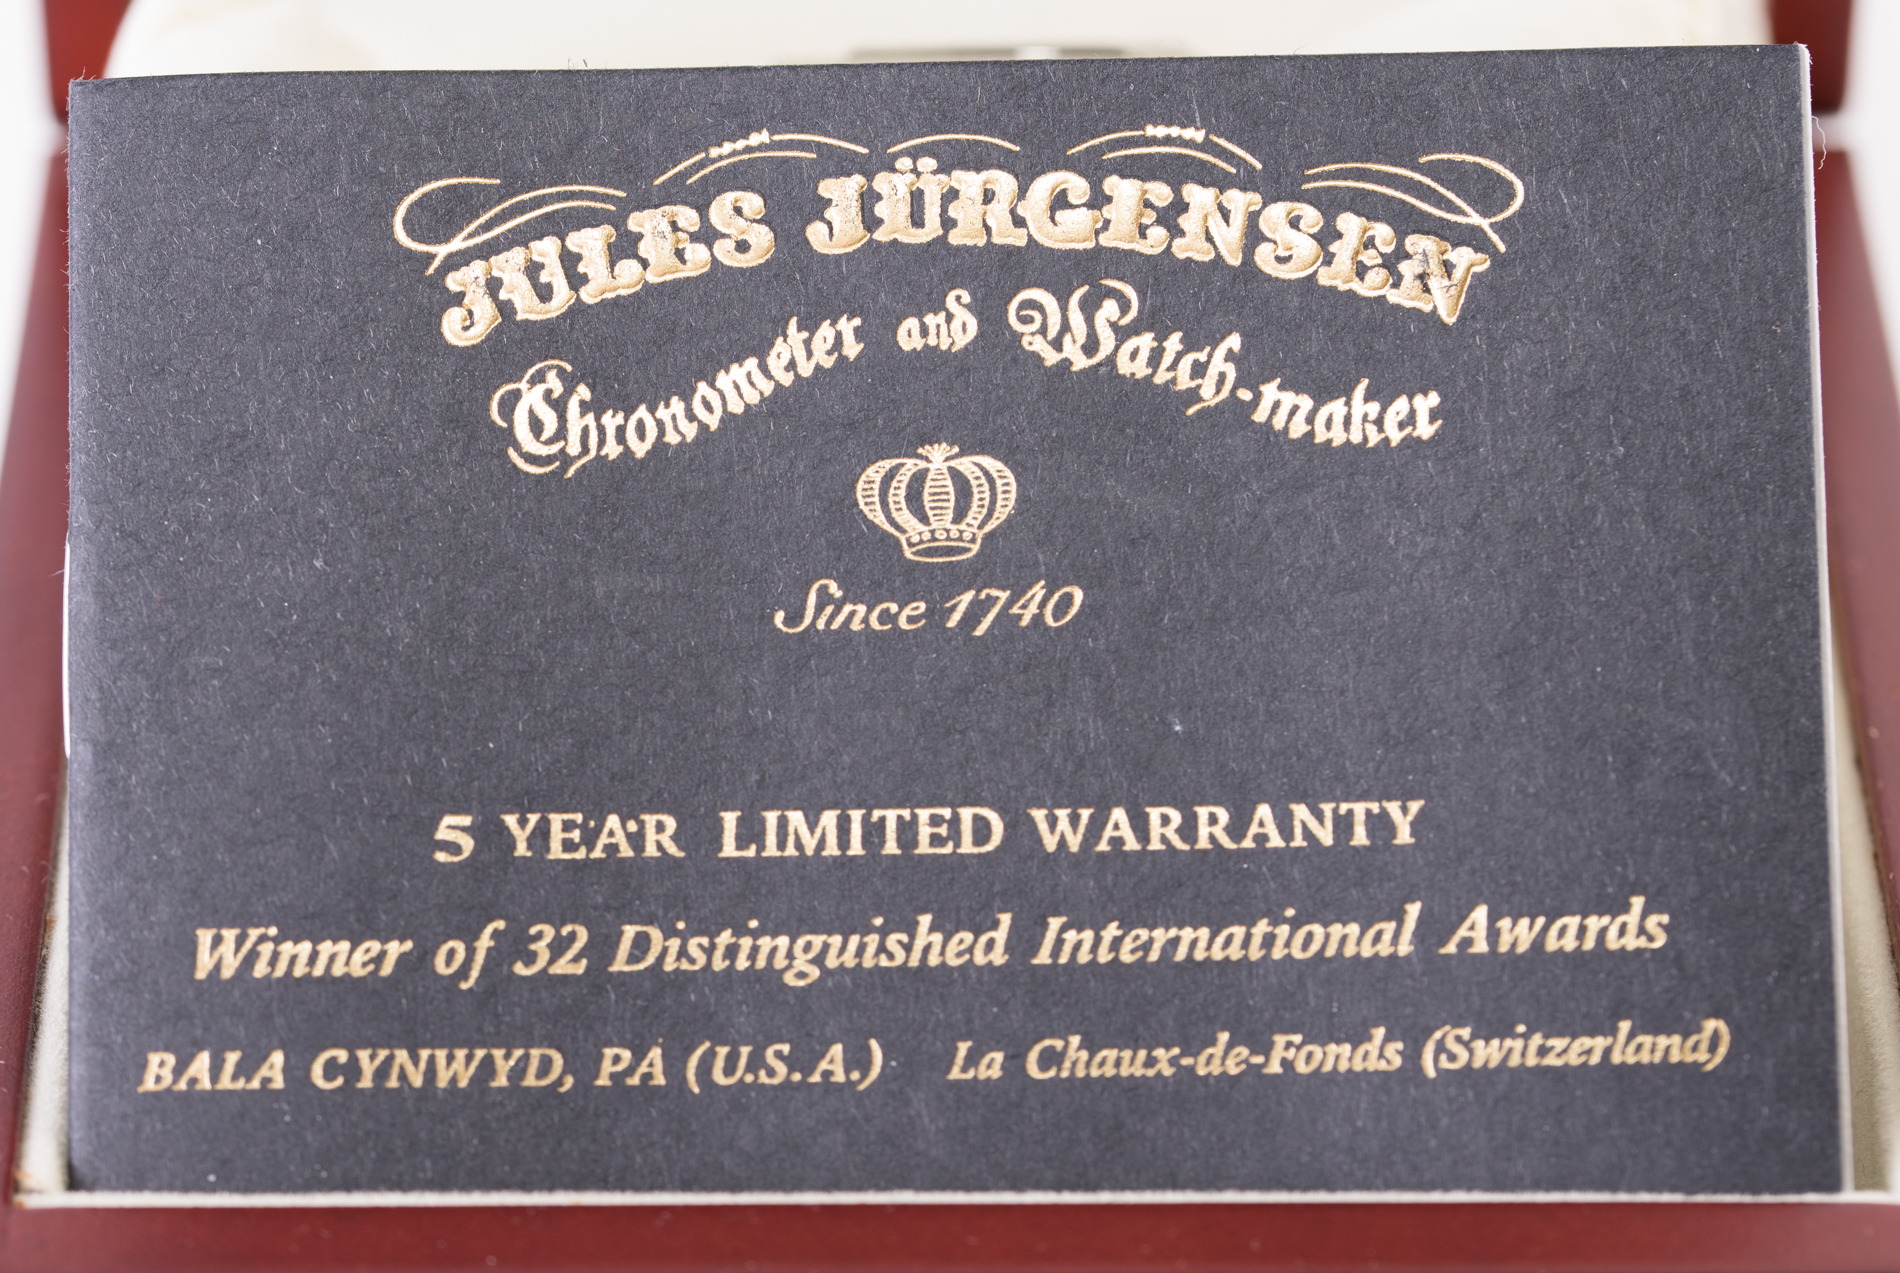 JULES JÜRGENSEN
Chronometer and Watch-maker
Since 1740
5 YEAR LIMITED WARRANTY
Winner of 32 Distinguished International Awards
BALA CYNWYD, PA (U.S.A.) La Chaux-de-Fonds (Switzerland)